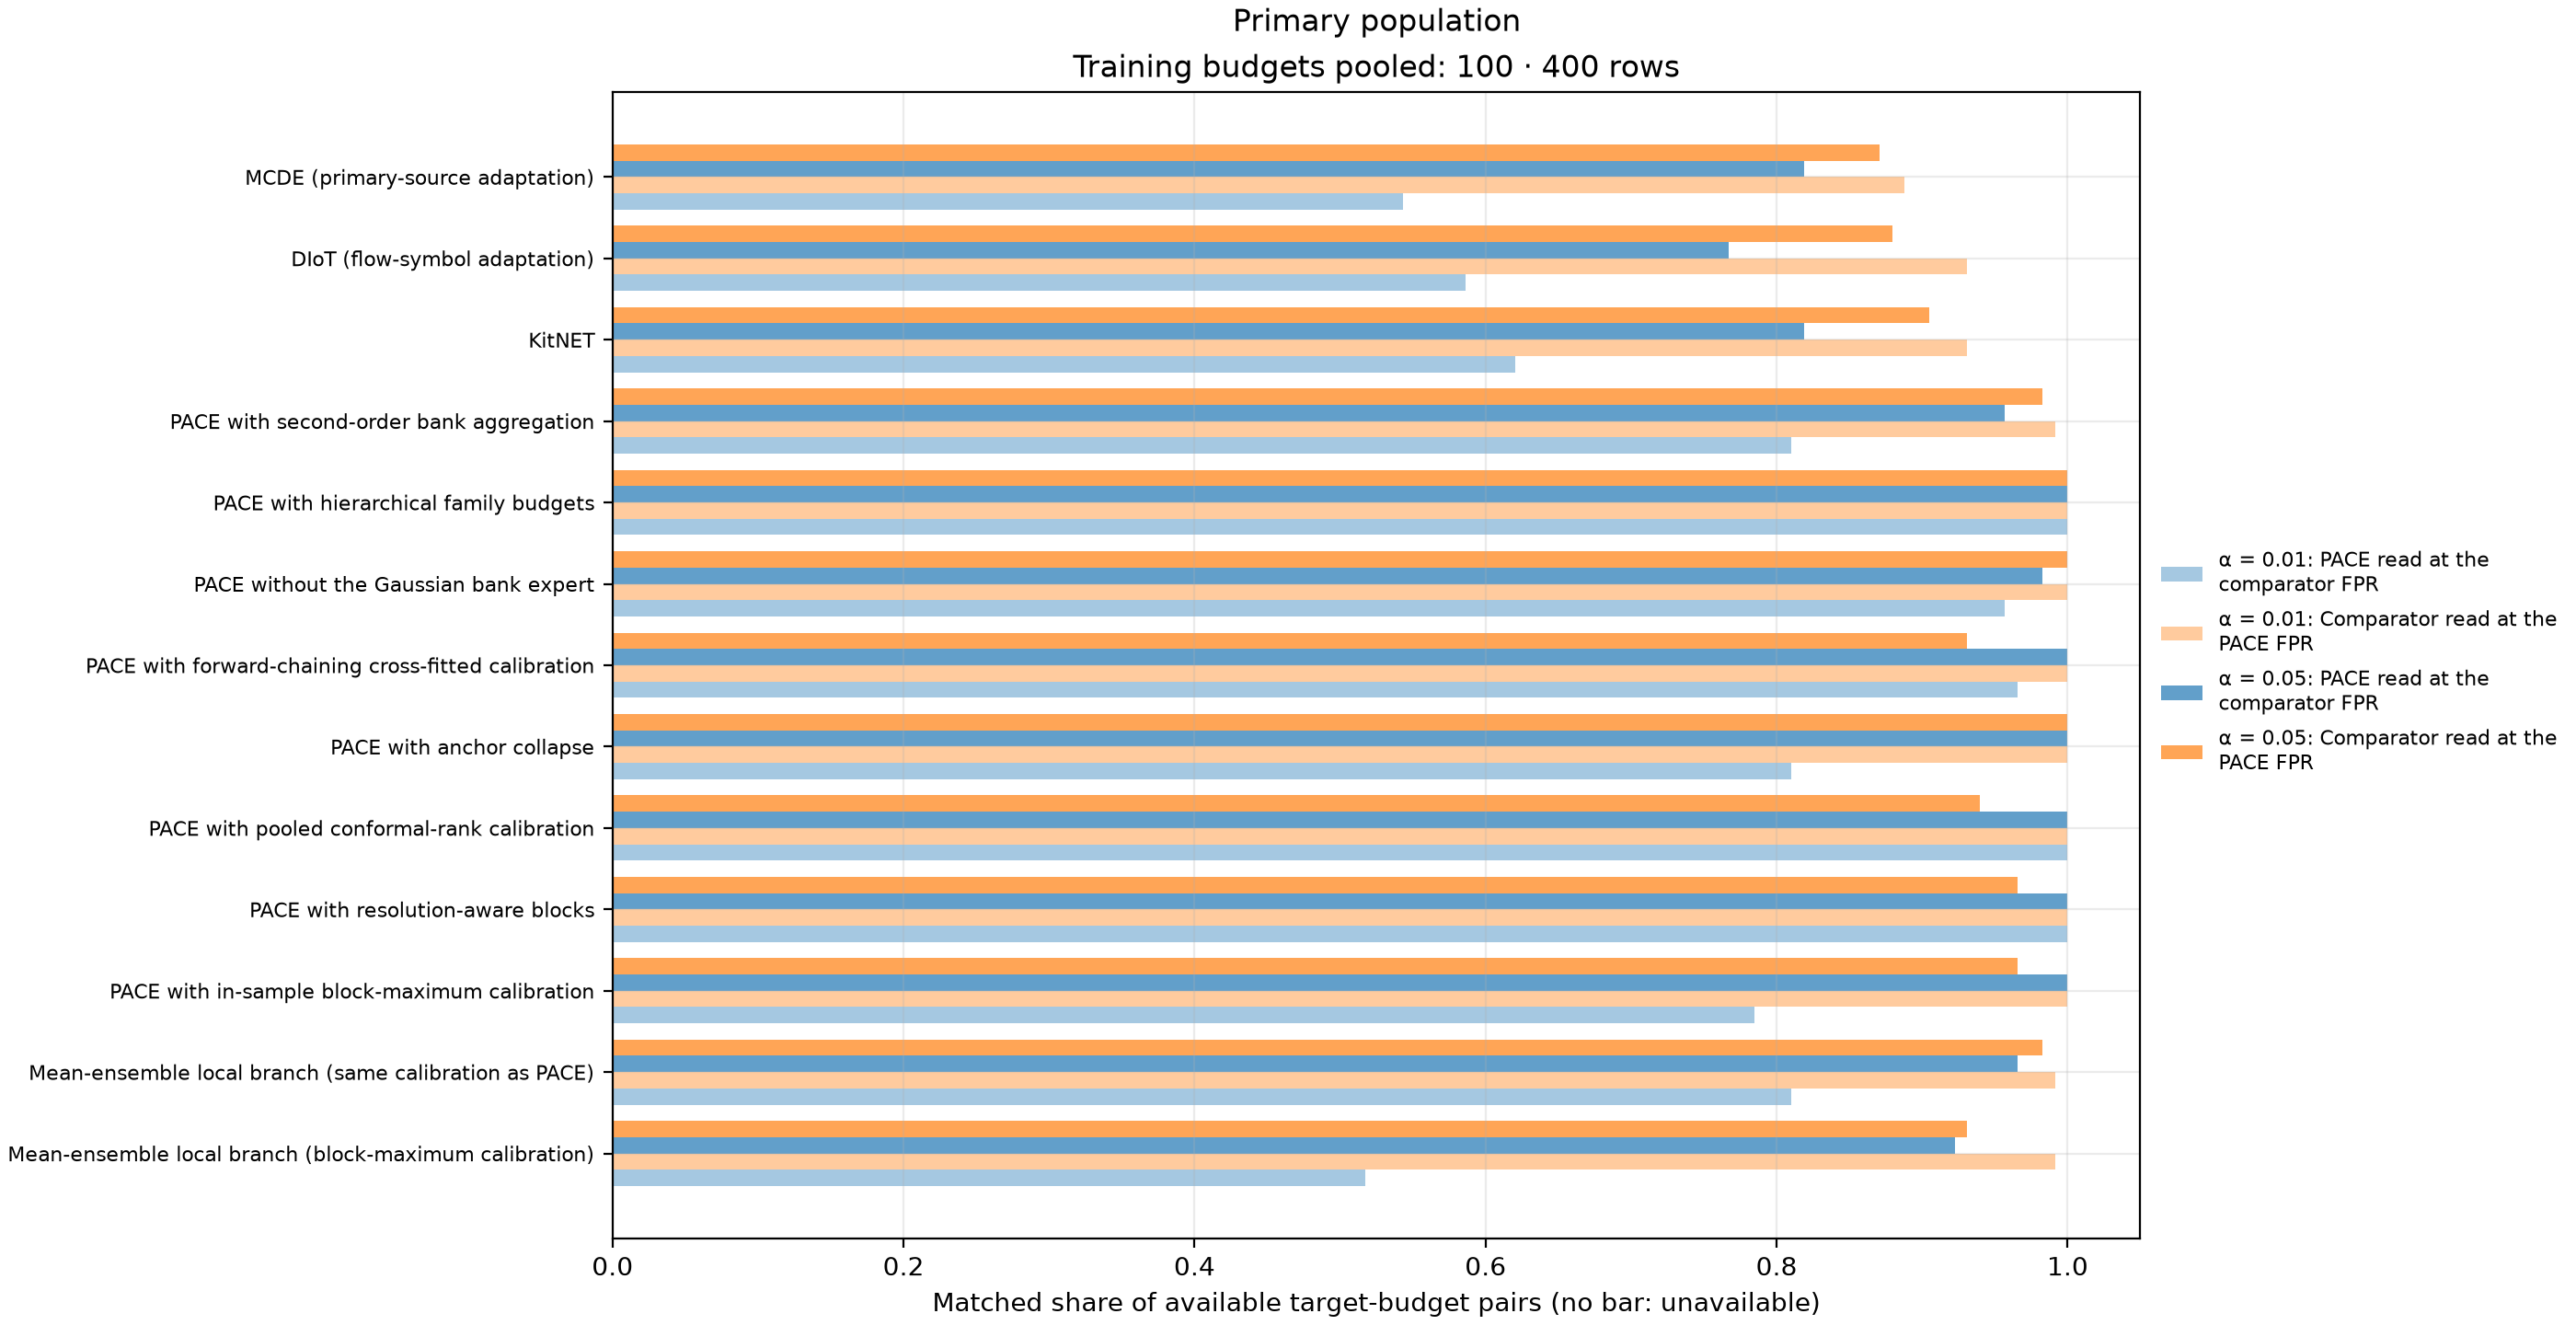 Primary population
Training budgets pooled: 100 · 400 rows
MCDE (primary-source adaptation)
DIoT (flow-symbol adaptation)
KitNET
PACE with second-order bank aggregation
PACE with hierarchical family budgets
PACE without the Gaussian bank expert
PACE with forward-chaining cross-fitted calibration
PACE with anchor collapse
PACE with pooled conformal-rank calibration
PACE with resolution-aware blocks
PACE with in-sample block-maximum calibration
Mean-ensemble local branch (same calibration as PACE)
Mean-ensemble local branch (block-maximum calibration)
0.0 0.2 0.4 0.6 0.8 1.0
Matched share of available target-budget pairs (no bar: unavailable)
α = 0.01: PACE read at the
comparator FPR
α = 0.01: Comparator read at the
PACE FPR
α = 0.05: PACE read at the
comparator FPR
α = 0.05: Comparator read at the
PACE FPR